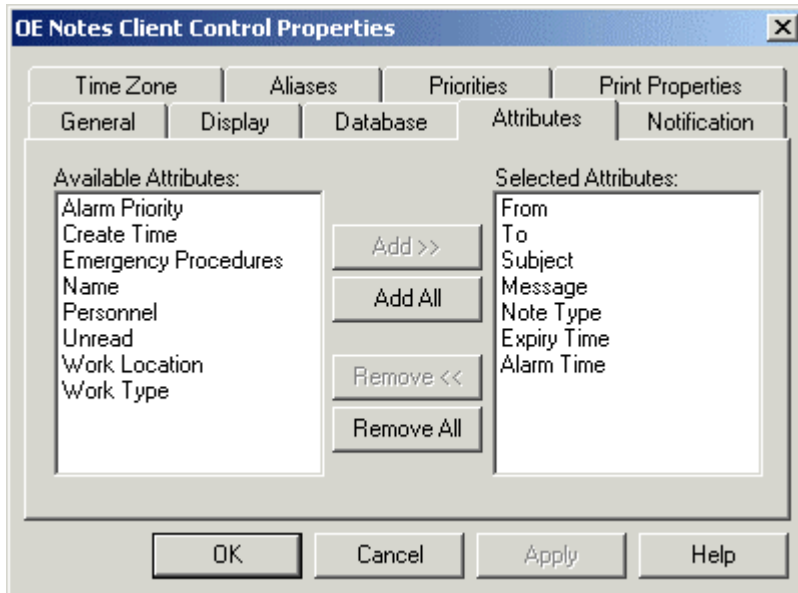 OE Notes Client Control Properties
Time Zone Aliases Priorities Print Properties
General Display Database Attributes Notification
Available Attributes:
Alarm Priority
Create Time
Emergency Procedures
Name
Personnel
Unread
Work Location
Work Type
Add >>
Add All
Remove <<
Remove All
Selected Attributes:
From
To
Subject
Message
Note Type
Expiry Time
Alarm Time
OK Cancel Apply Help